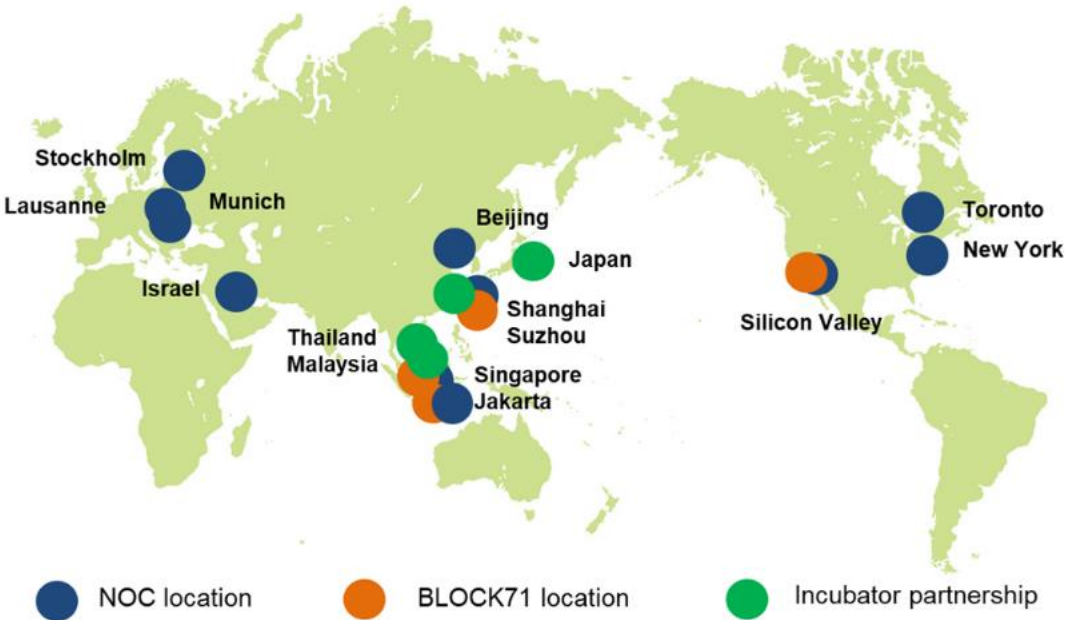 Stockholm
Lausanne
Munich
Israel
Beijing
Japan
Shanghai
Suzhou
Thailand
Malaysia
Singapore
Jakarta
Toronto
New York
Silicon Valley
NOC location
BLOCK71 location
Incubator partnership